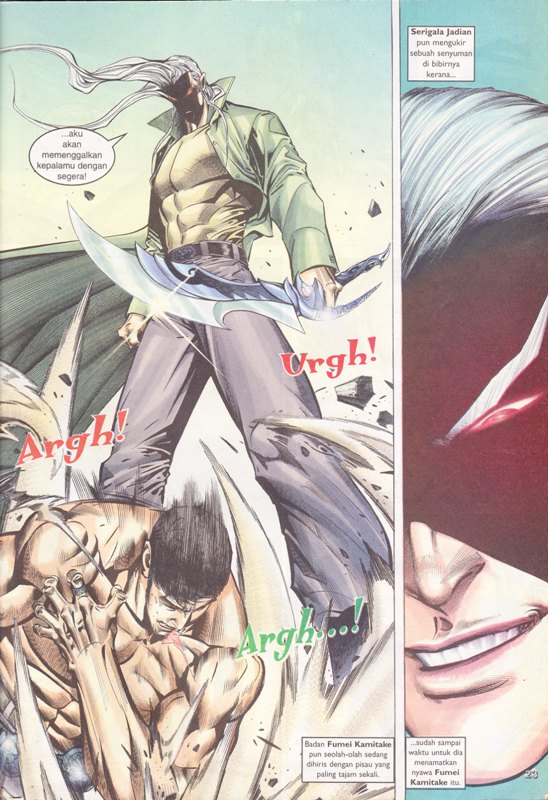 ...aku
akan
memenggalkan
kepalamu dengan
segera!
Urgh!
Argh!
Argh...!
Badan Fumei Kamitake
pun seolah-olah sedang
dihiris dengan pisau yang
paling tajam sekali.
Serigala Jadian
pun mengukir
sebuah senyuman
di bibirnya
kerana...
...sudah sampai
waktu untuk dia
menamatkan
nyawa Fumei
Kamitake itu.
23